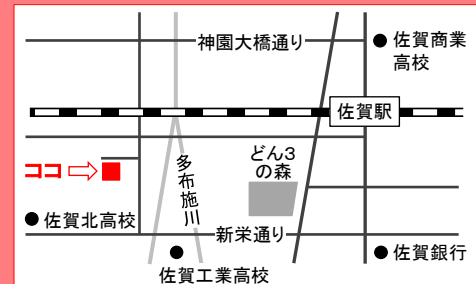 神園大橋通り
佐賀商業
高校
佐賀駅
どん3
の森
多布施川
ココ
佐賀北高校
新栄通り
佐賀銀行
佐賀工業高校